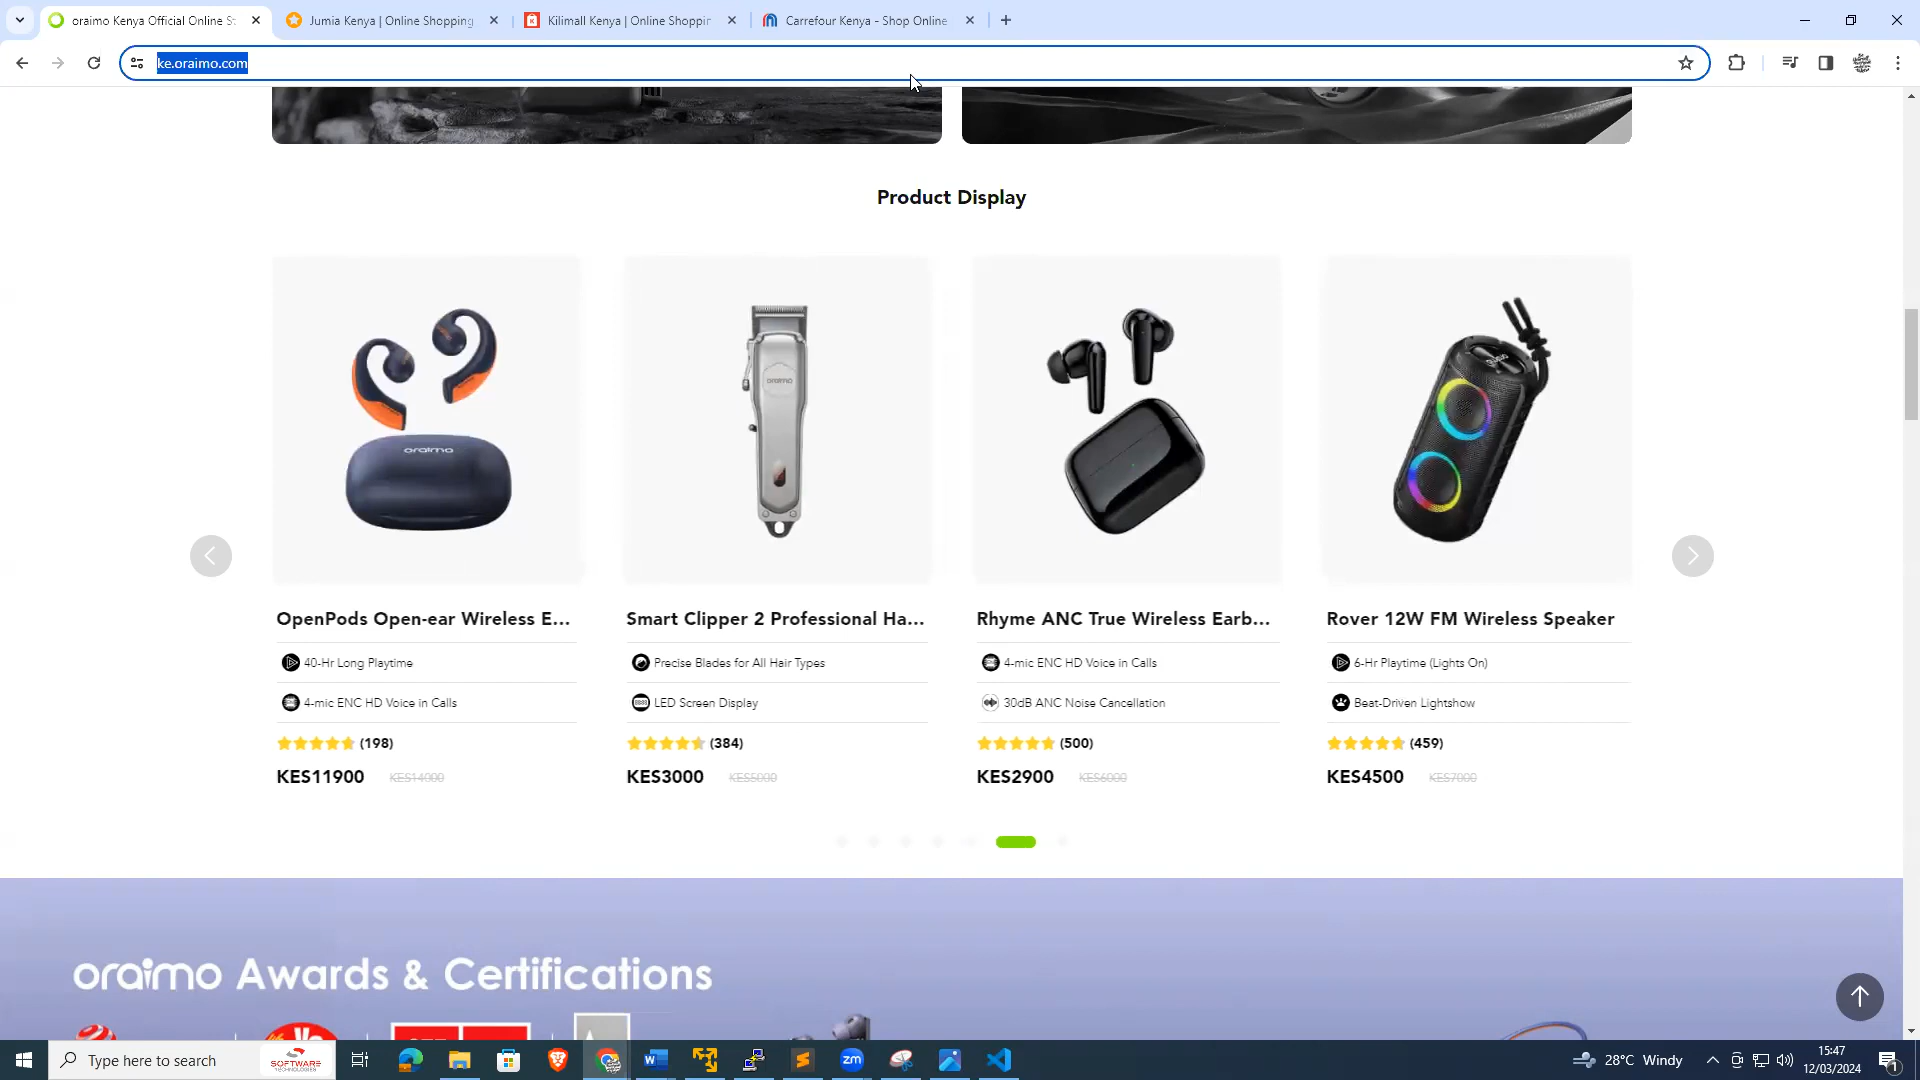 oraimo Kenya Official Online St
Jumia Kenya | Online Shopping
Kilimall Kenya | Online Shoppin
Carrefour Kenya - Shop Online
ke.oraimo.com
Product Display
oraimo
oraimo
OpenPods Open-ear Wireless E...
Smart Clipper 2 Professional Ha...
Rhyme ANC True Wireless Earb...
Rover 12W FM Wireless Speaker
40-Hr Long Playtime
Precise Blades for All Hair Types
4-mic ENC HD Voice in Calls
6-Hr Playtime (Lights On)
4-mic ENC HD Voice in Calls
LED Screen Display
30dB ANC Noise Cancellation
Beat-Driven Lightshow
(198)
(384)
(500)
(459)
KES11900 KES14000
KES3000 KES5000
KES2900 KES6000
KES4500 KES7000
oraimo Awards & Certifications
Type here to search
SOFTWARE
28°C Windy
15:47
12/03/2024
1